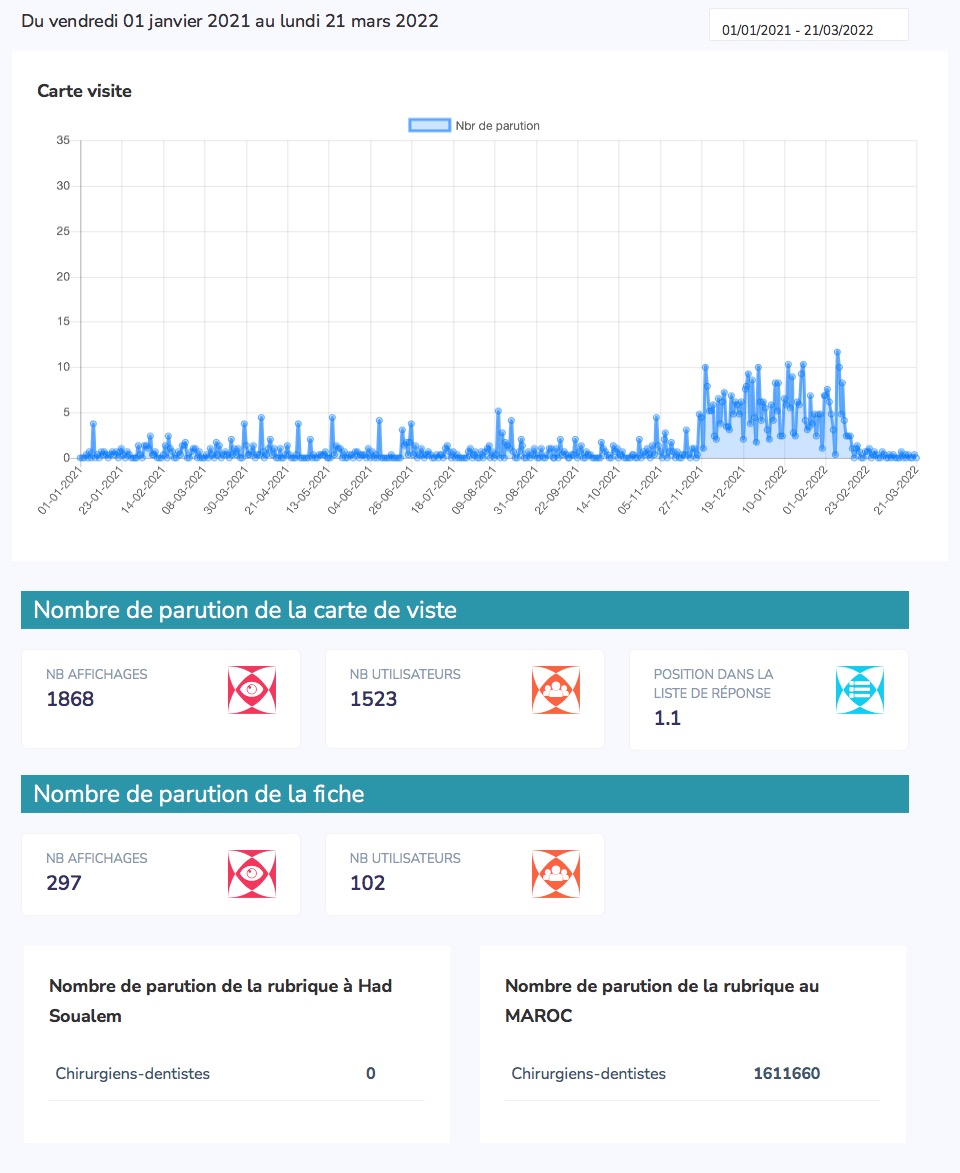 Du vendredi 01 janvier 2021 au lundi 21 mars 2022
01/01/2021 - 21/03/2022
Carte visite
Nbr de parution
35
30
25
20
15
10
5
0
01-01-2021
23-01-2021
14-02-2021
08-03-2021
30-03-2021
21-04-2021
13-05-2021
04-06-2021
26-06-2021
18-07-2021
09-08-2021
31-08-2021
22-09-2021
14-10-2021
05-11-2021
27-11-2021
19-12-2021
10-01-2022
01-02-2022
23-02-2022
21-03-2022
Nombre de parution de la carte de viste
NB AFFICHAGES
1868
NB UTILISATEURS
1523
POSITION DANS LA
LISTE DE RÉPONSE
1.1
Nombre de parution de la fiche
NB AFFICHAGES
297
NB UTILISATEURS
102
Nombre de parution de la rubrique à Had
Soualem
Chirurgiens-dentistes 0
Nombre de parution de la rubrique au
MAROC
Chirurgiens-dentistes 1611660